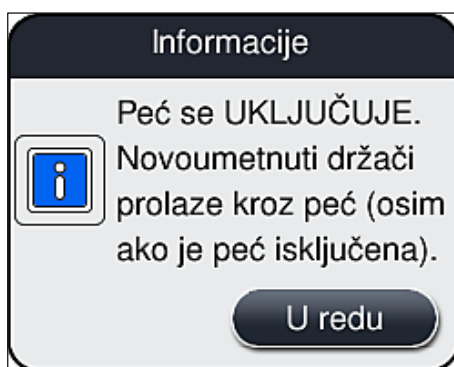 Informacije
Peć se UKLJUČUJE.
Novoumetnuti držači
prolaze kroz peć (osim
ako je peć isključena).
U redu